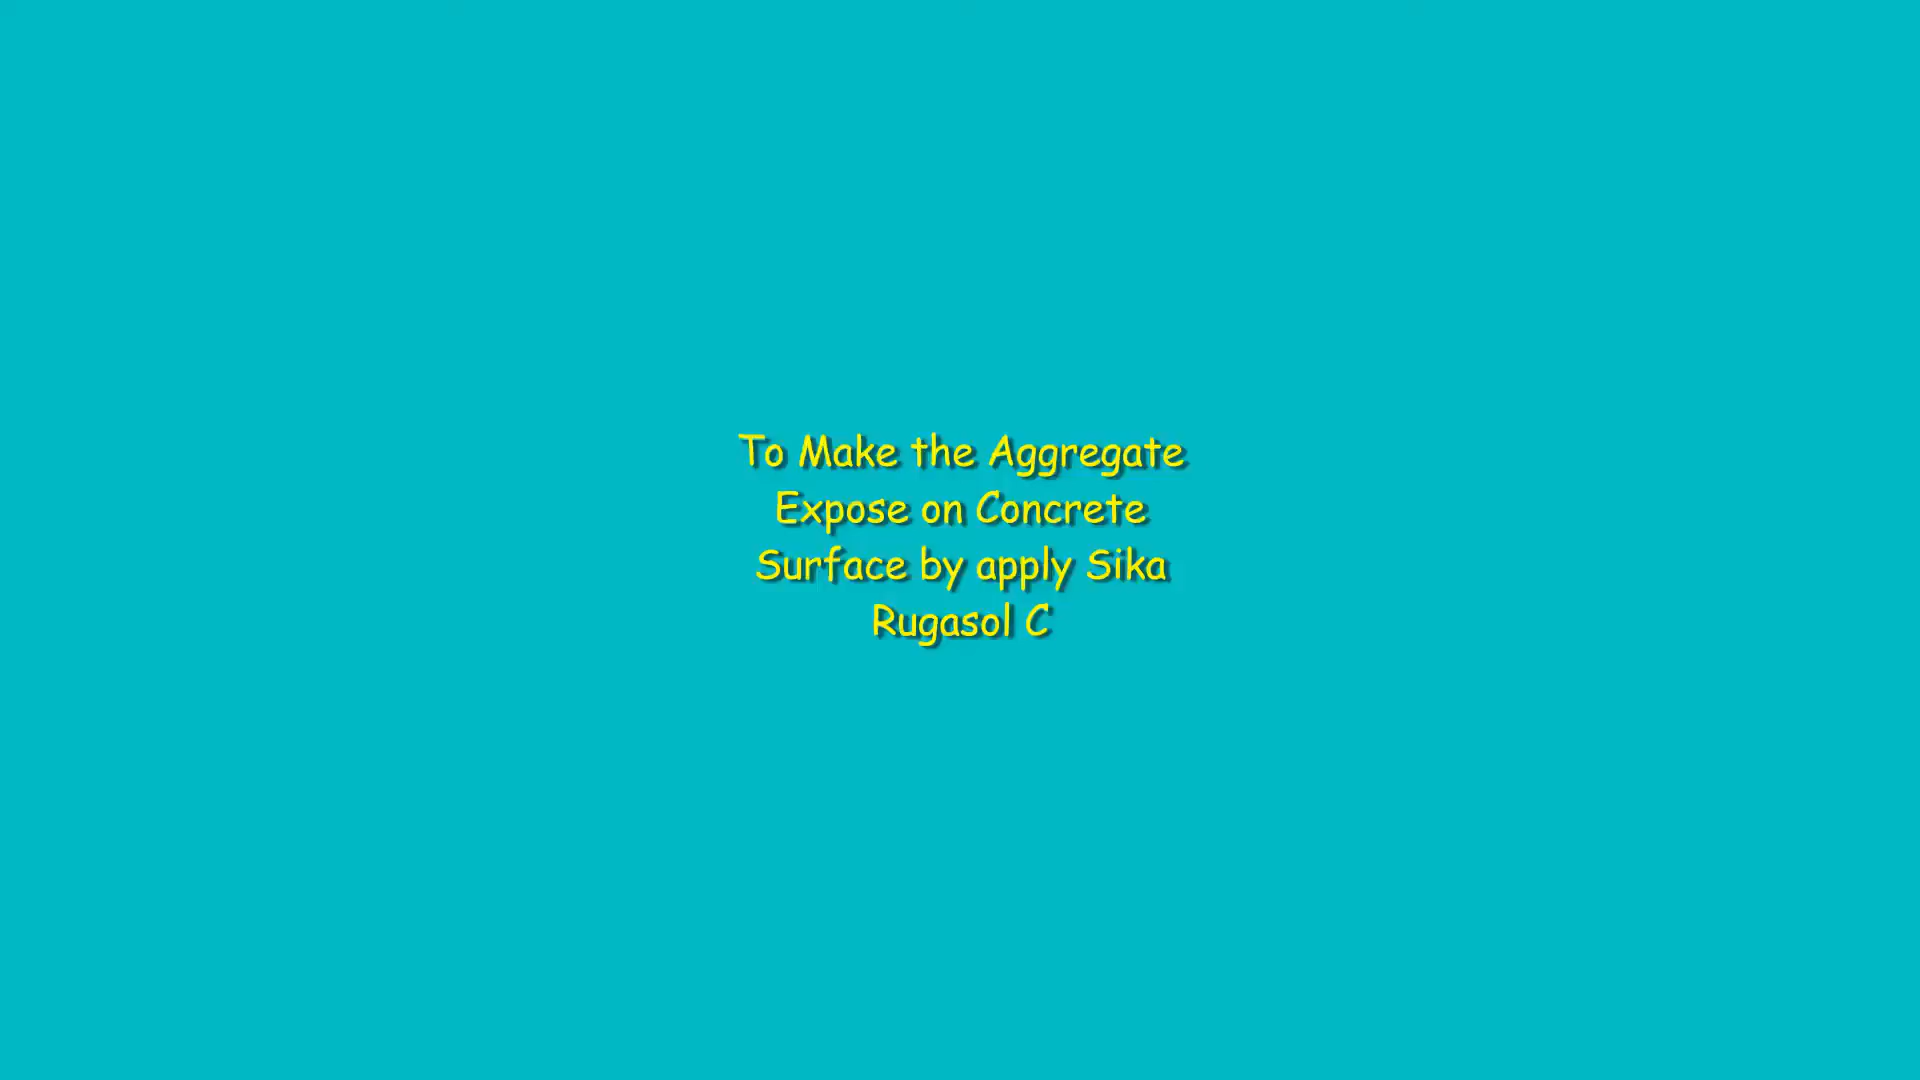 To Make the Aggregate
Expose on Concrete
Surface by apply Sika
Rugasol C